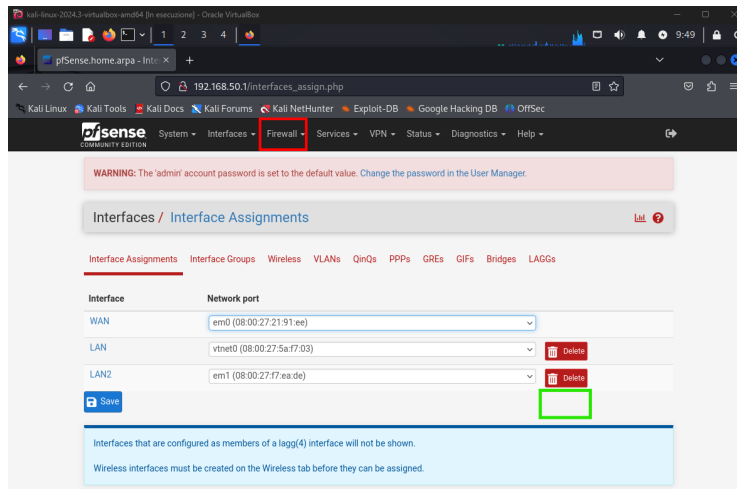 kali-linux-2024.3-virtualbox-amd64 [In esecuzione] - Oracle VirtualBox
1 2 3 4
9:49
pfSense.home.arpa - Inte
192.168.50.1/interfaces_assign.php
Kali Linux Kali Tools Kali Docs Kali Forums Kali NetHunter Exploit-DB Google Hacking DB OffSec
pfsense System Interfaces Firewall Services VPN Status Diagnostics Help
COMMUNITY EDITION
WARNING: The 'admin' account password is set to the default value. Change the password in the User Manager.
Interfaces / Interface Assignments
Interface Assignments Interface Groups Wireless VLANs QinQs PPPs GREs GIFs Bridges LAGGs
Interface Network port
WAN em0 (08:00:27:21:91:ee)
LAN vtnet0 (08:00:27:5a:f7:03) Delete
LAN2 em1 (08:00:27:f7:ea:de) Delete
Save
Interfaces that are configured as members of a lagg(4) interface will not be shown.
Wireless interfaces must be created on the Wireless tab before they can be assigned.